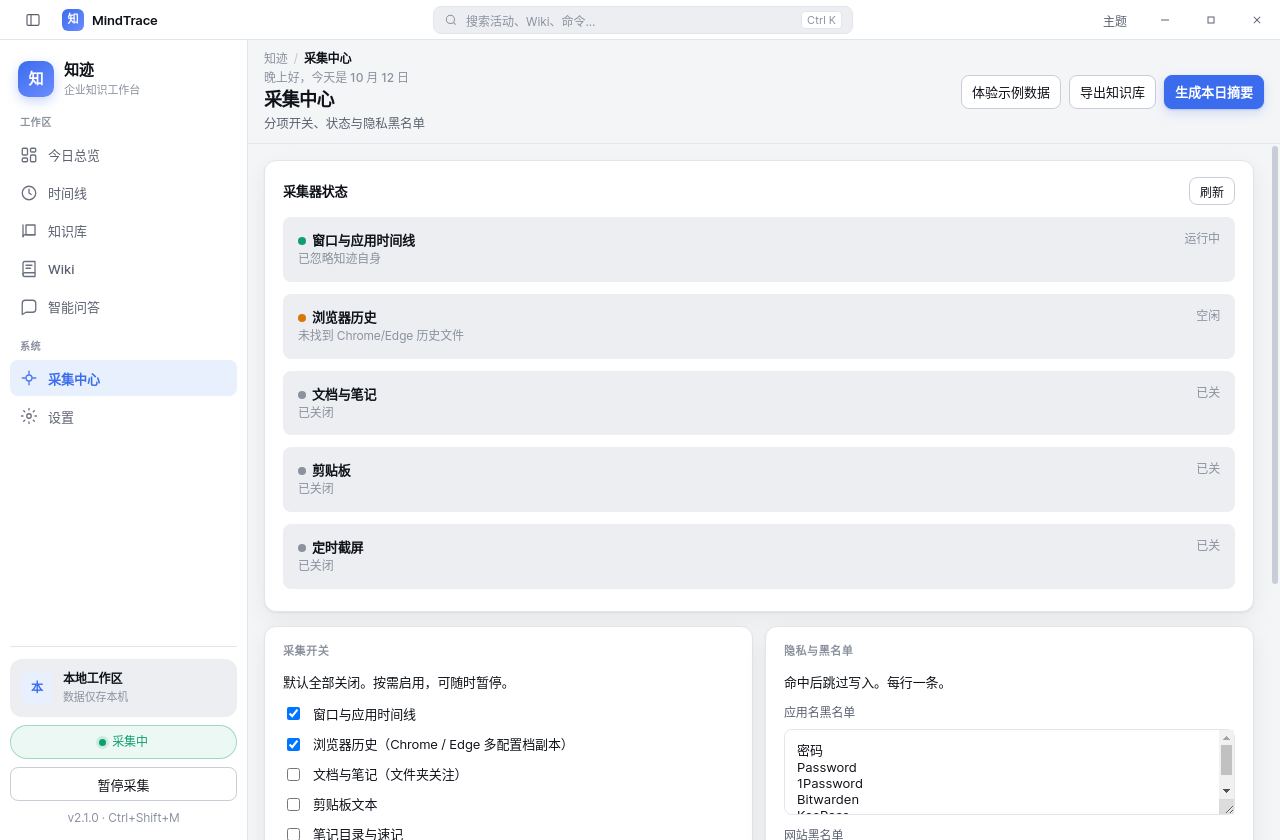 知 MindTrace
搜索活动、Wiki、命令... Ctrl K
主题
知
知迹
企业知识工作台
工作区
今日总览
时间线
知识库
Wiki
智能问答
系统
采集中心
设置
本
本地工作区
数据仅存本机
采集中
暂停采集
v2.1.0 · Ctrl+Shift+M
知迹 / 采集中心
晚上好，今天是 10 月 12 日
采集中心
分项开关、状态与隐私黑名单
体验示例数据 导出知识库 生成本日摘要
采集器状态 刷新
窗口与应用时间线 运行中
已忽略知迹自身
浏览器历史 空闲
未找到 Chrome/Edge 历史文件
文档与笔记 已关
已关闭
剪贴板 已关
已关闭
定时截屏 已关
已关闭
采集开关
默认全部关闭。按需启用，可随时暂停。
窗口与应用时间线
浏览器历史（Chrome / Edge 多配置档副本）
文档与笔记（文件夹关注）
剪贴板文本
笔记目录与速记
隐私与黑名单
命中后跳过写入。每行一条。
应用名黑名单
密码
Password
1Password
Bitwarden
KeePass
网站黑名单